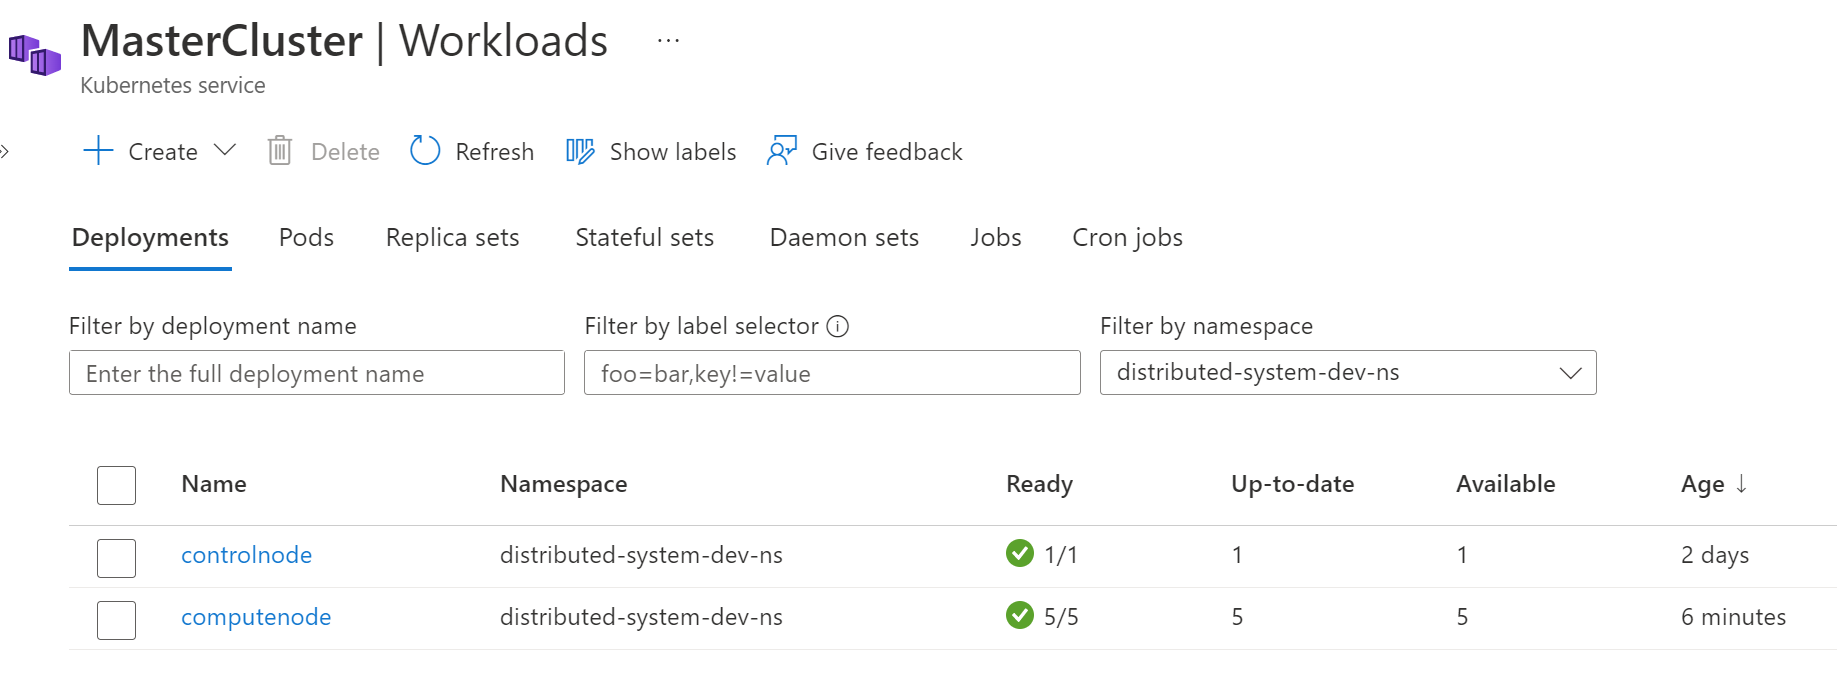 MasterCluster | Workloads ...
Kubernetes service
Create Delete Refresh Show labels Give feedback
Deployments Pods Replica sets Stateful sets Daemon sets Jobs Cron jobs
Filter by deployment name Filter by label selector Filter by namespace
Enter the full deployment name foo=bar,key!=value distributed-system-dev-ns
Name Namespace Ready Up-to-date Available Age ↓
controlnode distributed-system-dev-ns 1/1 1 1 2 days
computenode distributed-system-dev-ns 5/5 5 5 6 minutes